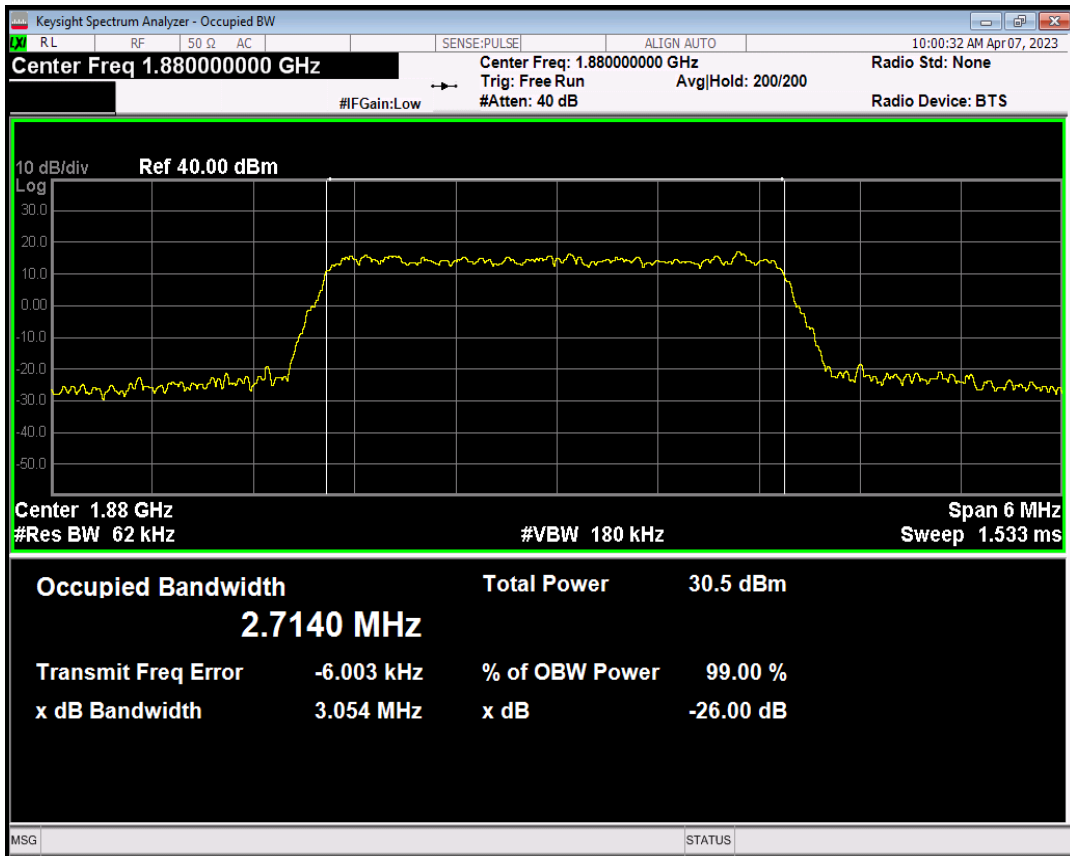 Keysight Spectrum Analyzer - Occupied BW
LXI RL RF 50 Ω AC SENSE:PULSE ALIGN AUTO 10:00:32 AM Apr 07, 2023
Center Freq 1.880000000 GHz Center Freq: 1.880000000 GHz Radio Std: None
Trig: Free Run Avg|Hold: 200/200
#IFGain:Low #Atten: 40 dB Radio Device: BTS
10 dB/div Ref 40.00 dBm
Log
30.0
20.0
10.0
0.00
-10.0
-20.0
-30.0
-40.0
-50.0
Center 1.88 GHz Span 6 MHz
#Res BW 62 kHz #VBW 180 kHz Sweep 1.533 ms
Occupied Bandwidth Total Power 30.5 dBm
2.7140 MHz
Transmit Freq Error -6.003 kHz % of OBW Power 99.00 %
x dB Bandwidth 3.054 MHz x dB -26.00 dB
MSG STATUS